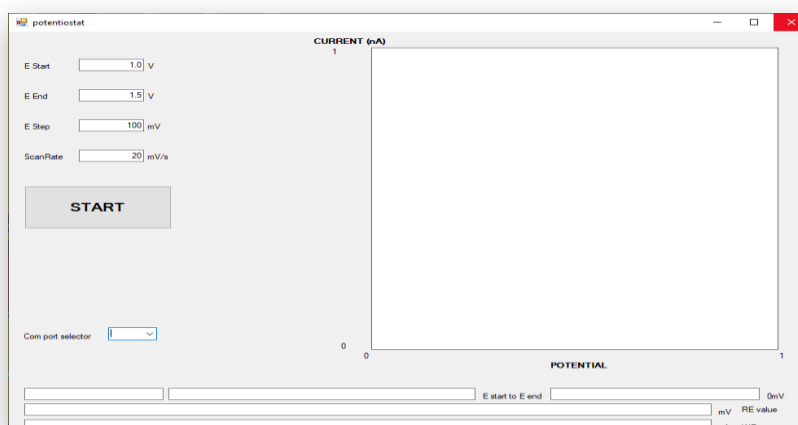 potentiostat
CURRENT (nA)
1
E Start 1.0 V
E End 1.5 V
E Step 100 mV
ScanRate 20 mV/s
START
Com port selector
0
0 1
POTENTIAL
E start to E end 0mV
mV RE value